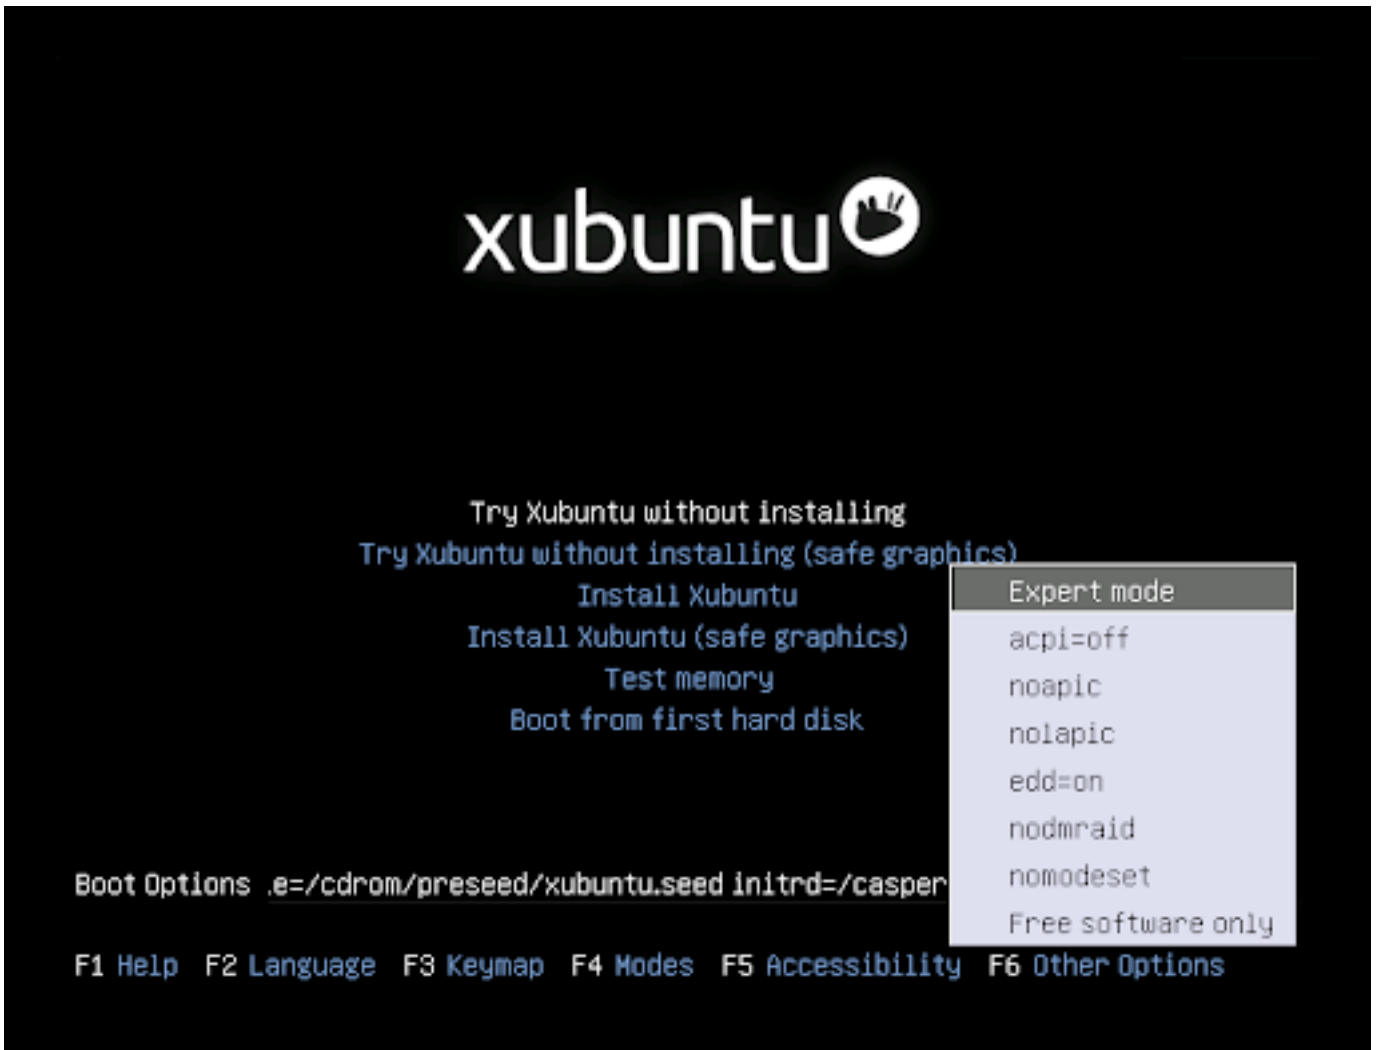 xubuntu
Try Xubuntu without installing
Try Xubuntu without installing (safe graphics)
Install Xubuntu
Install Xubuntu (safe graphics)
Test memory
Boot from first hard disk
Expert mode
acpi=off
noapic
nolapic
edd=on
nodmraid
nomodeset
Free software only
Boot Options .e=/cdrom/preseed/xubuntu.seed initrd=/casper
F1 Help F2 Language F3 Keymap F4 Modes F5 Accessibility F6 Other Options